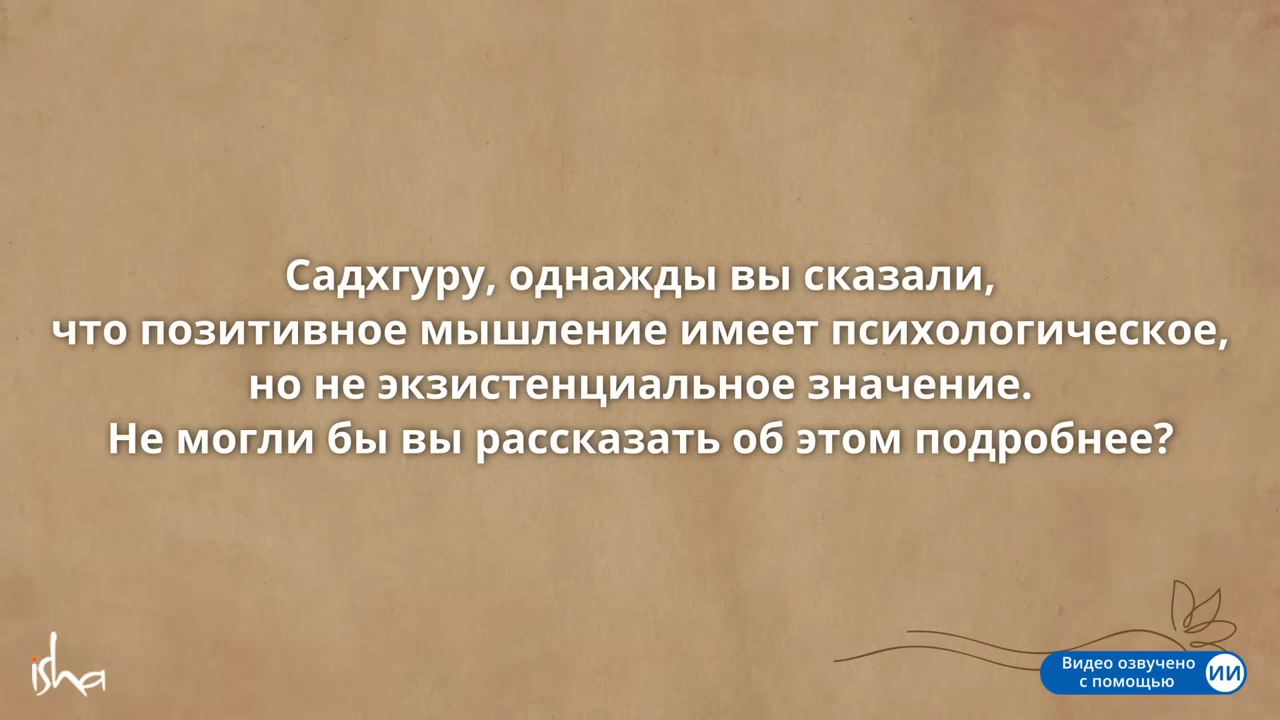 Садхгуру, однажды вы сказали,
что позитивное мышление имеет психологическое,
но не экзистенциальное значение.
Не могли бы вы рассказать об этом подробнее?
isha
Видео озвучено
с помощью
ИИ